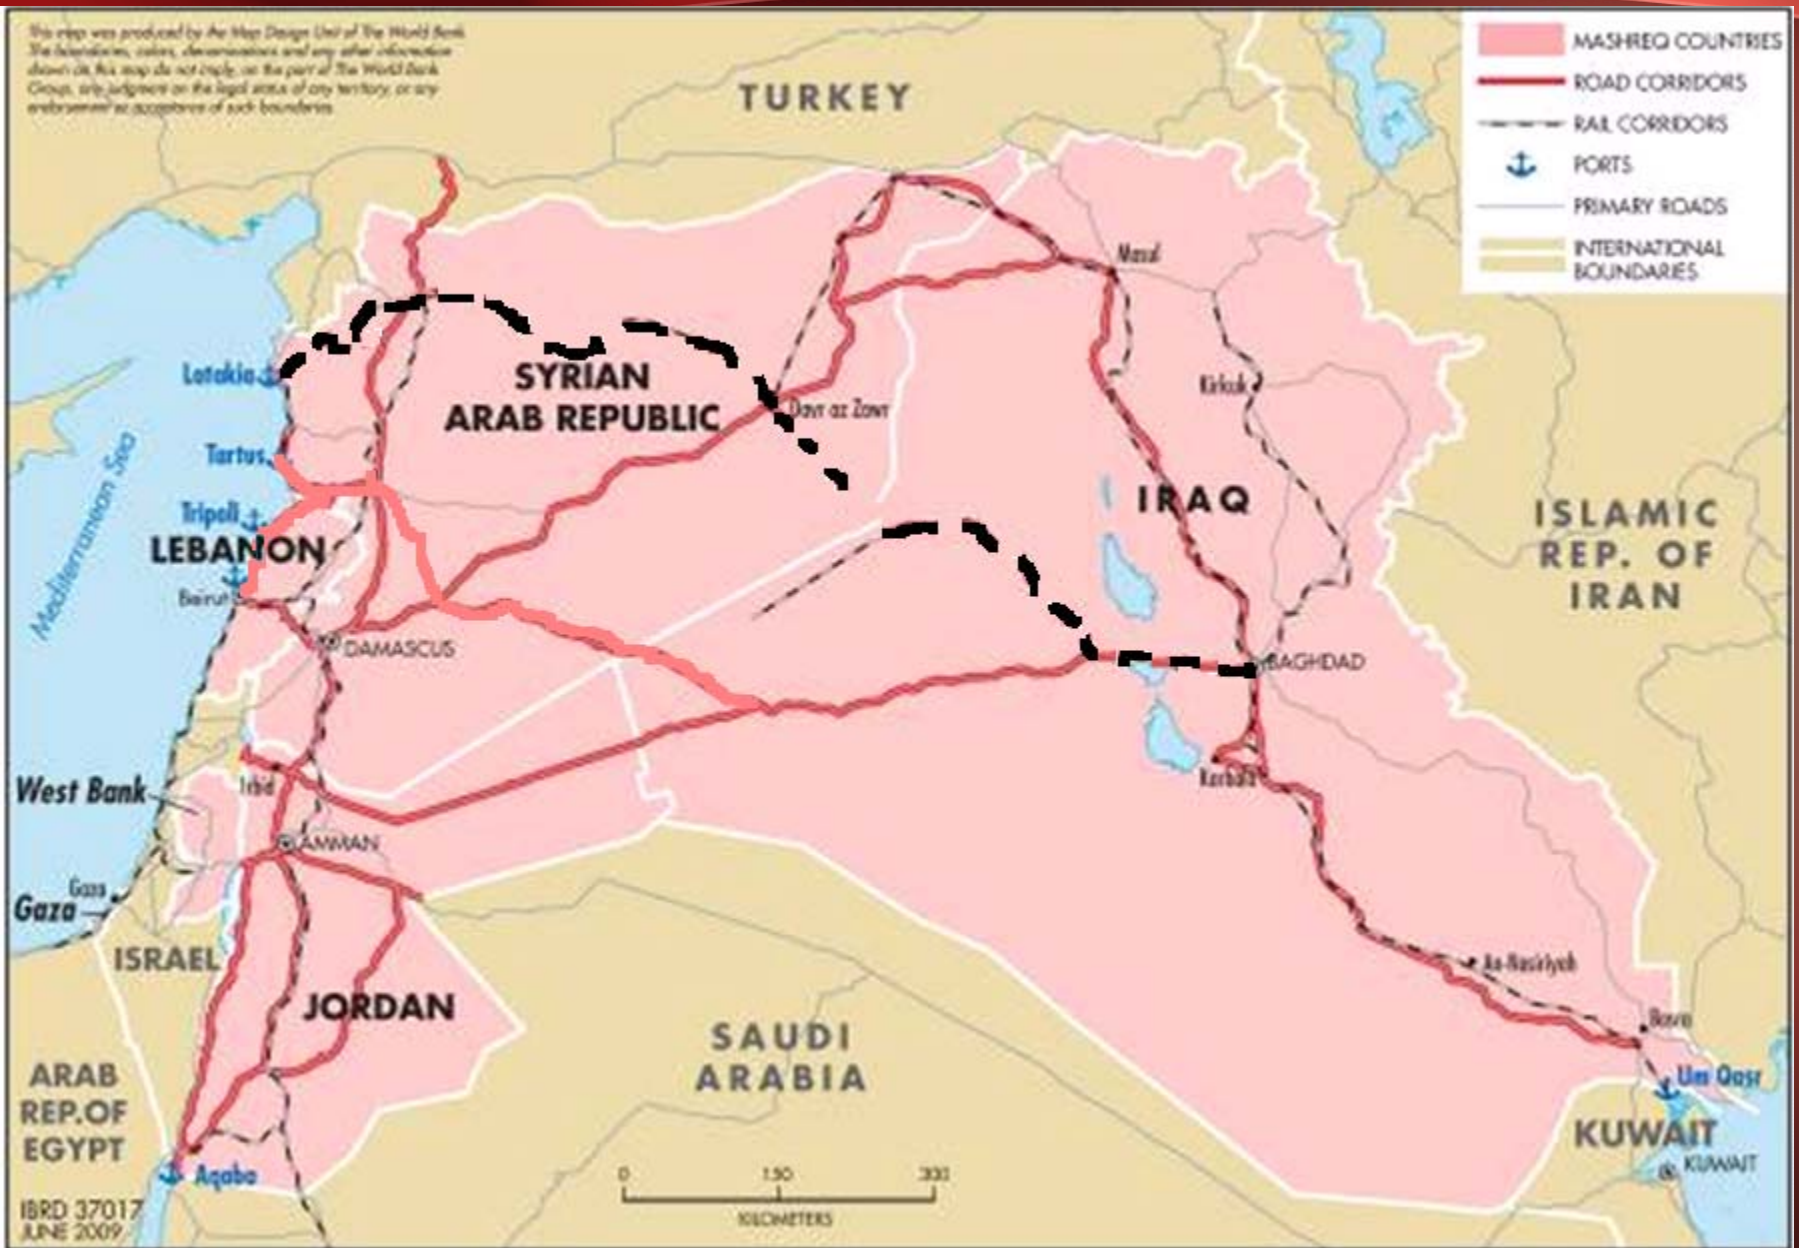 This map was produced by the Map Design Unit of The World Bank.
The boundaries, colors, denominations and any other information
shown on this map do not imply, on the part of The World Bank
Group, any judgment on the legal status of any territory, or any
endorsement or acceptance of such boundaries.
MASHREQ COUNTRIES
ROAD CORRIDORS
RAIL CORRIDORS
PORTS
PRIMARY ROADS
INTERNATIONAL
BOUNDARIES
TURKEY
Mosul
Latakia
SYRIAN
ARAB REPUBLIC
Kirkuk
Dayr az Zawr
Tartus
Mediterranean Sea
IRAQ
Tripoli
LEBANON
ISLAMIC
REP. OF
IRAN
Beirut
DAMASCUS
BAGHDAD
West Bank
Irbid
Karbala
AMMAN
Gaza
Gaza
ISRAEL
An-Nasiriyah
JORDAN
Basra
SAUDI
ARABIA
ARAB
REP.OF
EGYPT
Um Qasr
KUWAIT
KUWAIT
Aqaba
0 150 300
KILOMETERS
IBRD 37017
JUNE 2009